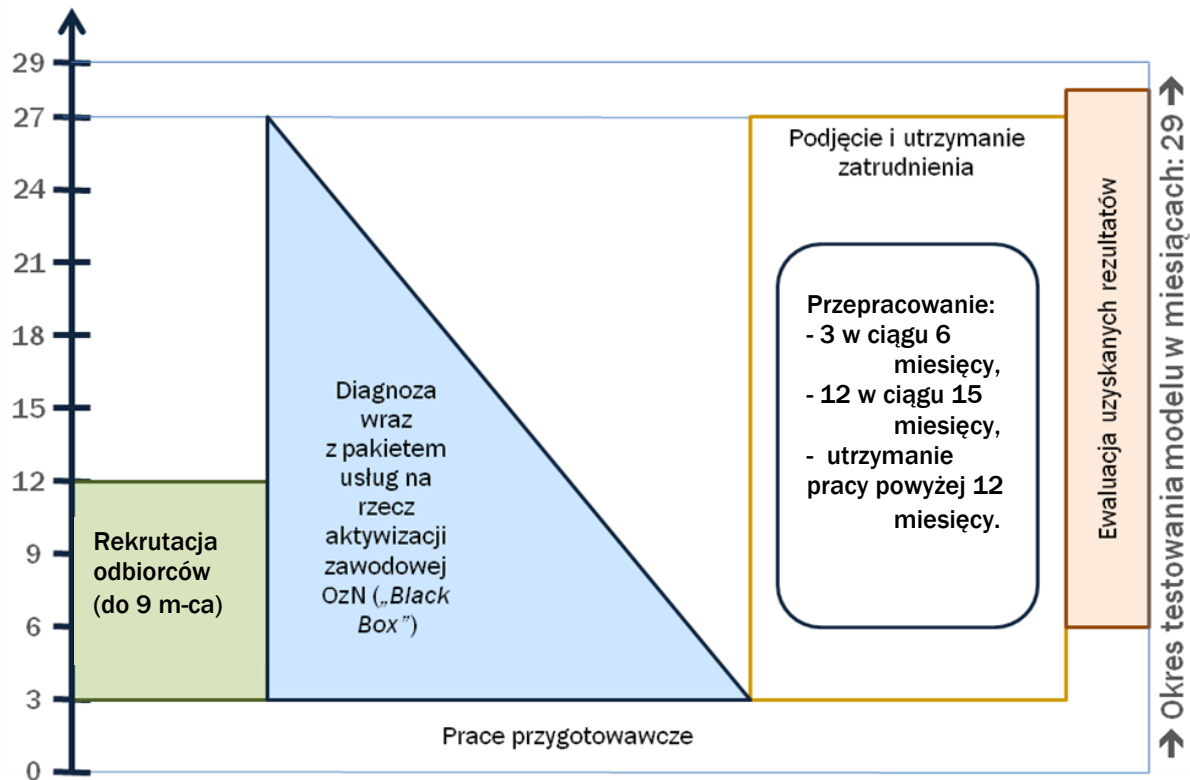 29
27
24
21
18
15
12
9
6
3
0
Rekrutacja
odbiorców
(do 9 m-ca)
Diagnoza
wraz
z pakietem
usług na
rzecz
aktywizacji
zawodowej
OzN („Black
Box”)
Prace przygotowawcze
Podjęcie i utrzymanie
zatrudnienia
Przepracowanie:
- 3 w ciągu 6
miesięcy,
- 12 w ciągu 15
miesięcy,
- utrzymanie
pracy powyżej 12
miesięcy.
Ewaluacja uzyskanych rezultatów
Okres testowania modelu w miesiącach: 29